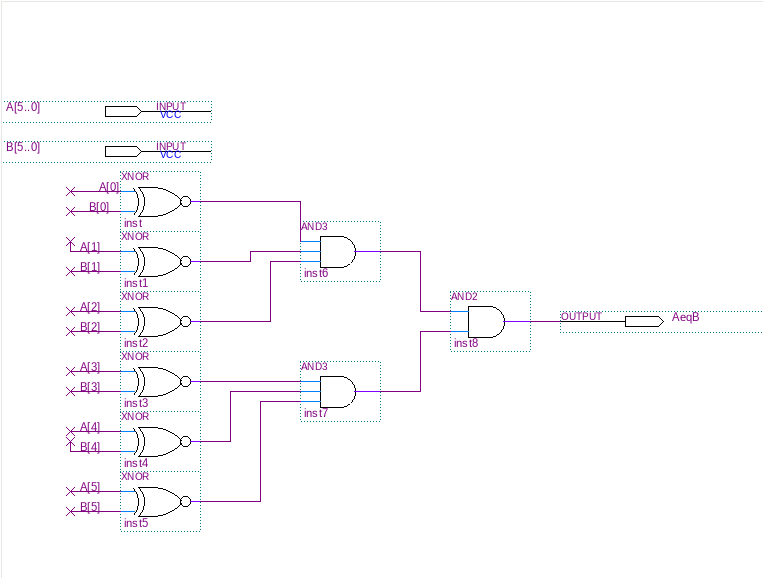 A[5..0]
INPUT
VCC
B[5..0]
INPUT
VCC
XNOR
A[0]
B[0]
inst
XNOR
A[1]
B[1]
inst1
XNOR
A[2]
B[2]
inst2
XNOR
A[3]
B[3]
inst3
XNOR
A[4]
B[4]
inst4
XNOR
A[5]
B[5]
inst5
AND3
inst6
AND3
inst7
AND2
inst8
OUTPUT
AeqB